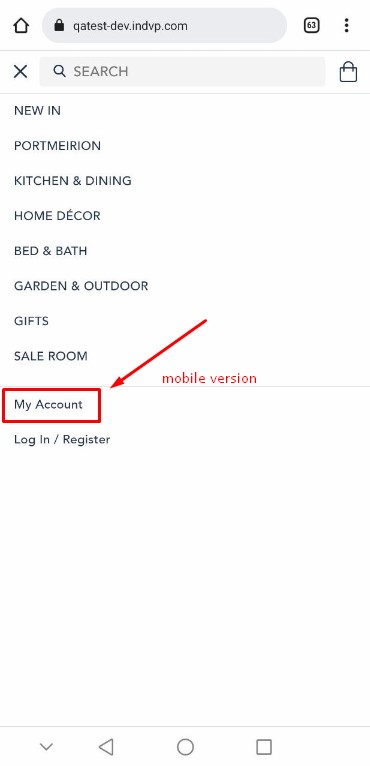 qatest-dev.indvp.com
63
SEARCH
NEW IN
PORTMEIRION
KITCHEN & DINING
HOME DÉCOR
BED & BATH
GARDEN & OUTDOOR
GIFTS
SALE ROOM
mobile version
My Account
Log In / Register